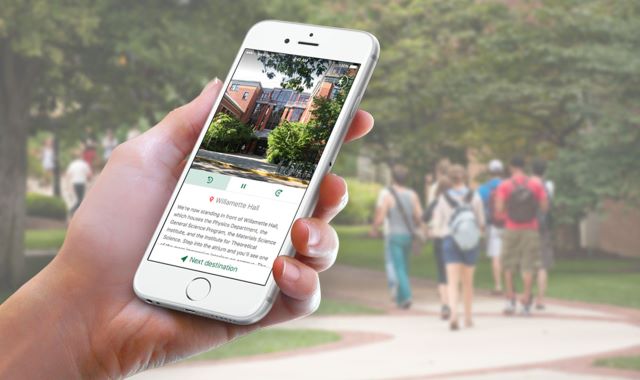 Willamette Hall
We're now standing in front of Willamette Hall,
which houses the Physics Department, the
General Science Program, the Materials Science
Institute, and the Institute for Theoretical
Science. Step into the atrium and you'll see one
Next destination